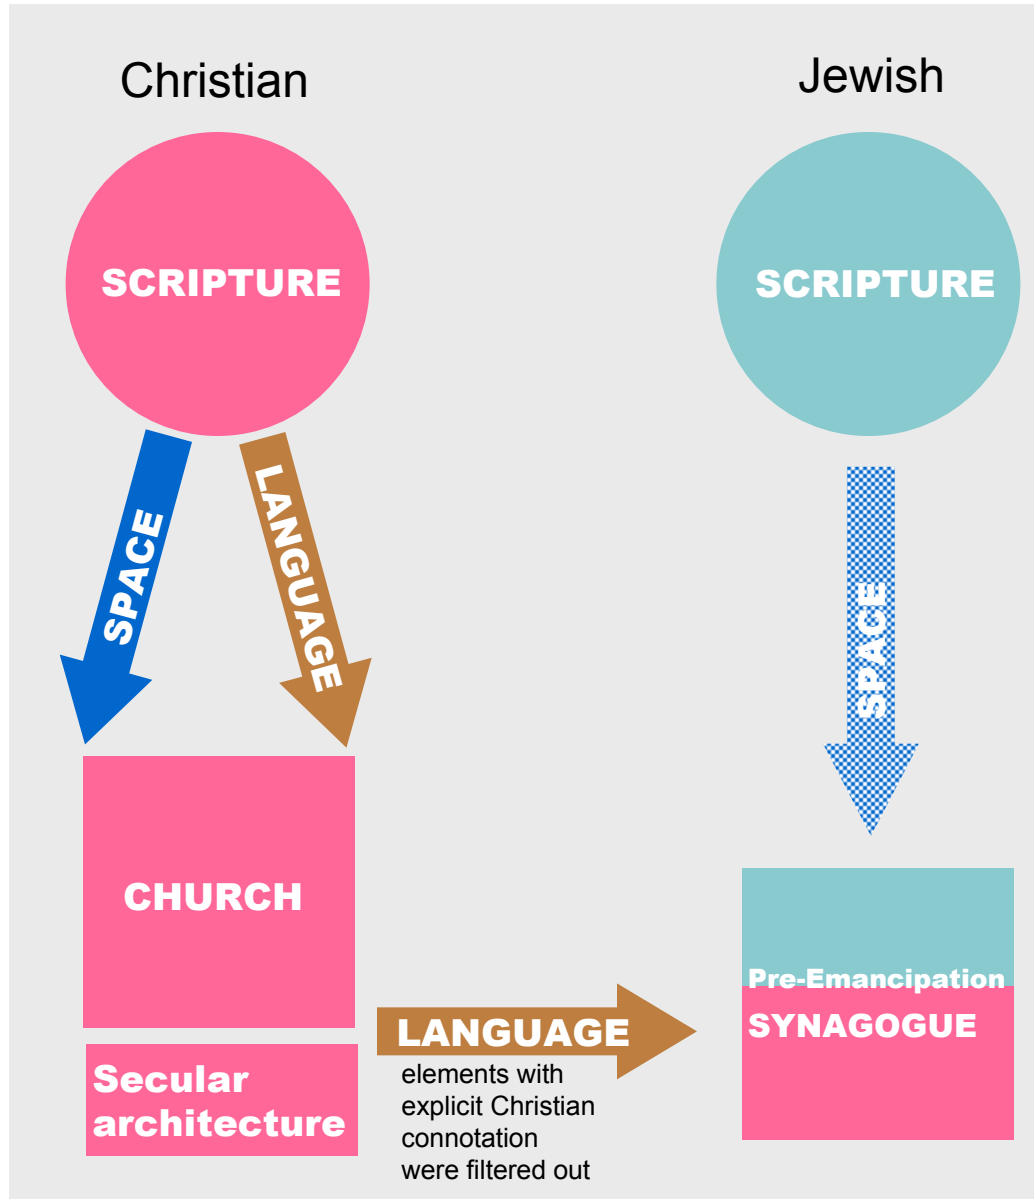 Christian
Jewish
SCRIPTURE
SCRIPTURE
SPACE
LANGUAGE
SPACE
CHURCH
Pre-Emancipation
SYNAGOGUE
Secular
architecture
LANGUAGE
elements with
explicit Christian
connotation
were filtered out